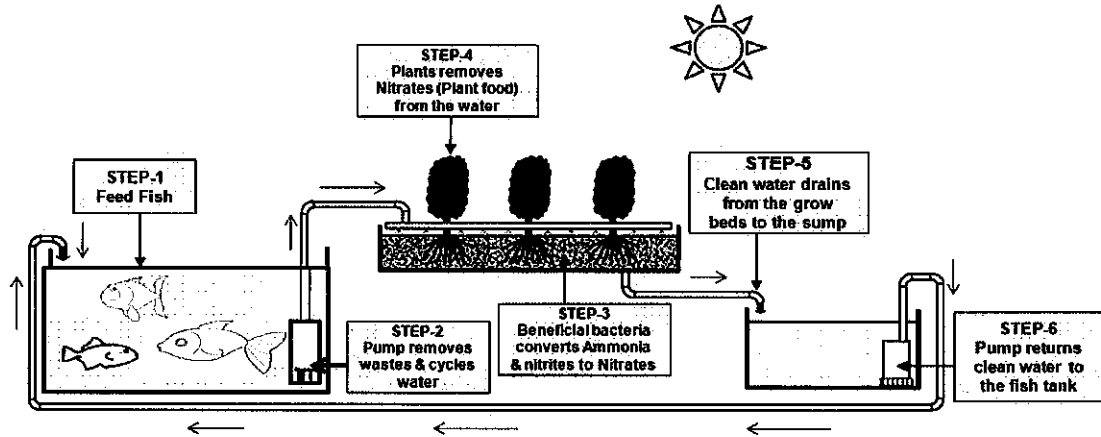 STEP-1
Feed Fish
STEP-2
Pump removes
wastes & cycles
water
STEP-3
Beneficial bacteria
converts Ammonia
& nitrites to Nitrates
STEP-4
Plants removes
Nitrates (Plant food)
from the water
STEP-5
Clean water drains
from the grow
beds to the sump
STEP-6
Pump returns
clean water to
the fish tank